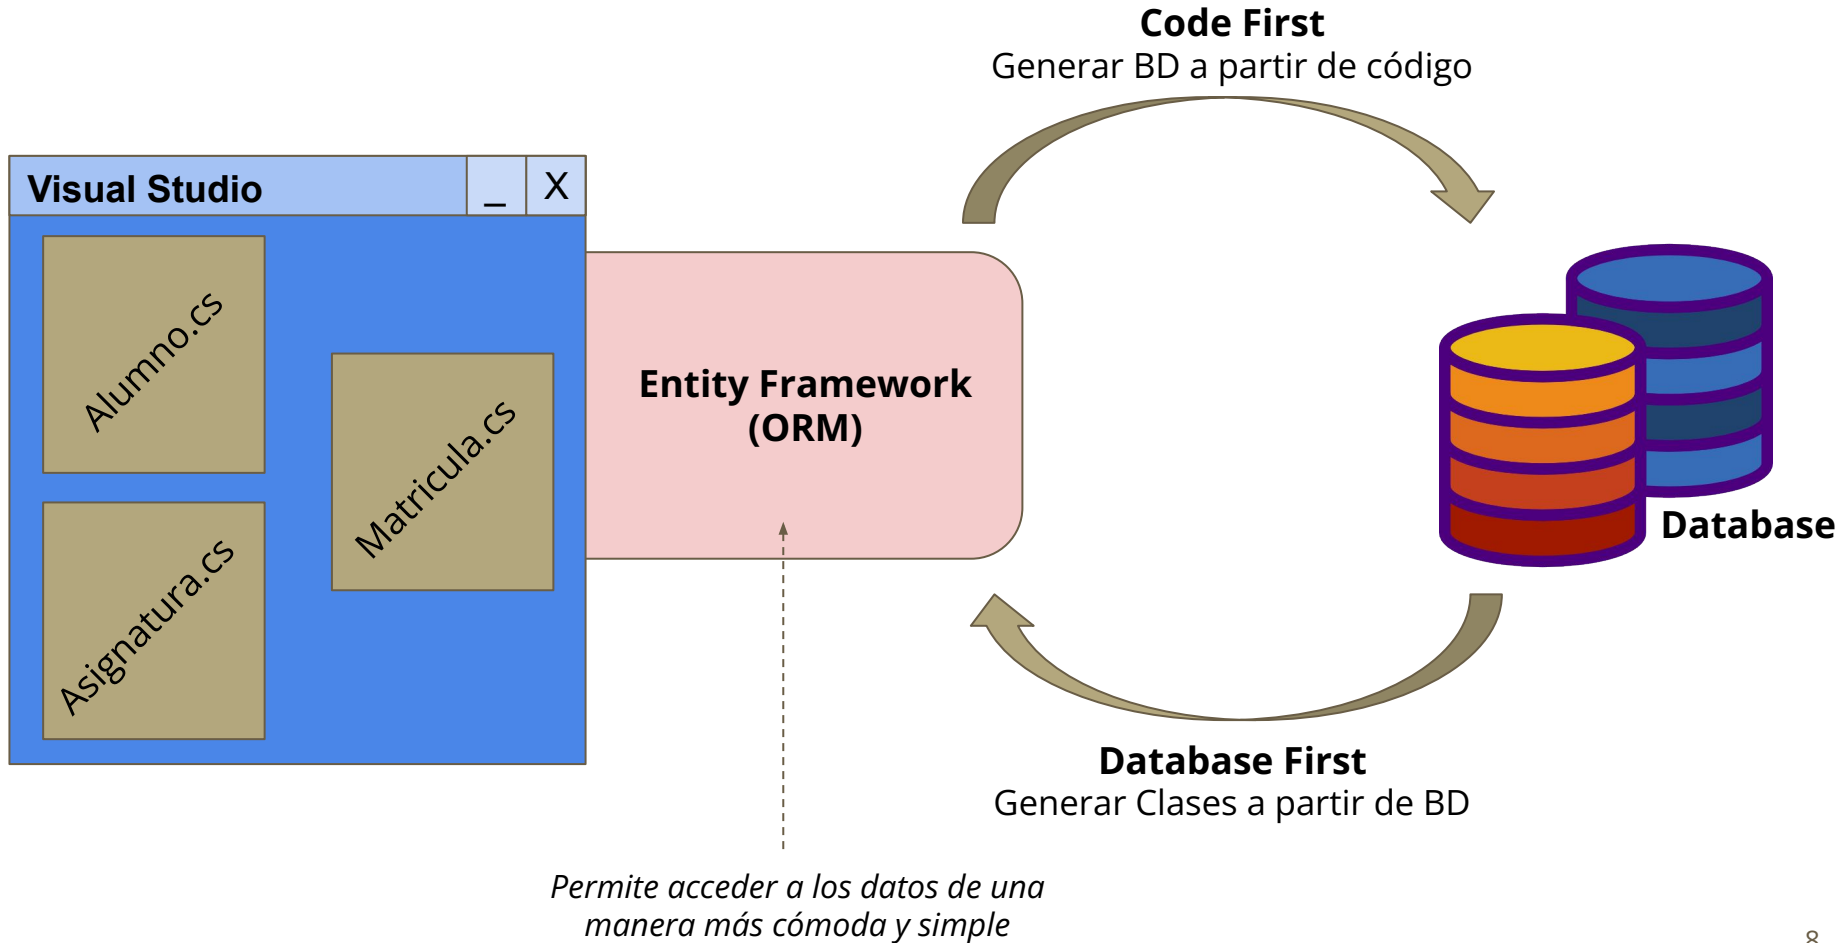 Code First
Generar BD a partir de código
Visual Studio
_
X
Alumno.cs
Matricula.cs
Asignatura.cs
Entity Framework
(ORM)
Database
Database First
Generar Clases a partir de BD
Permite acceder a los datos de una
manera más cómoda y simple
8